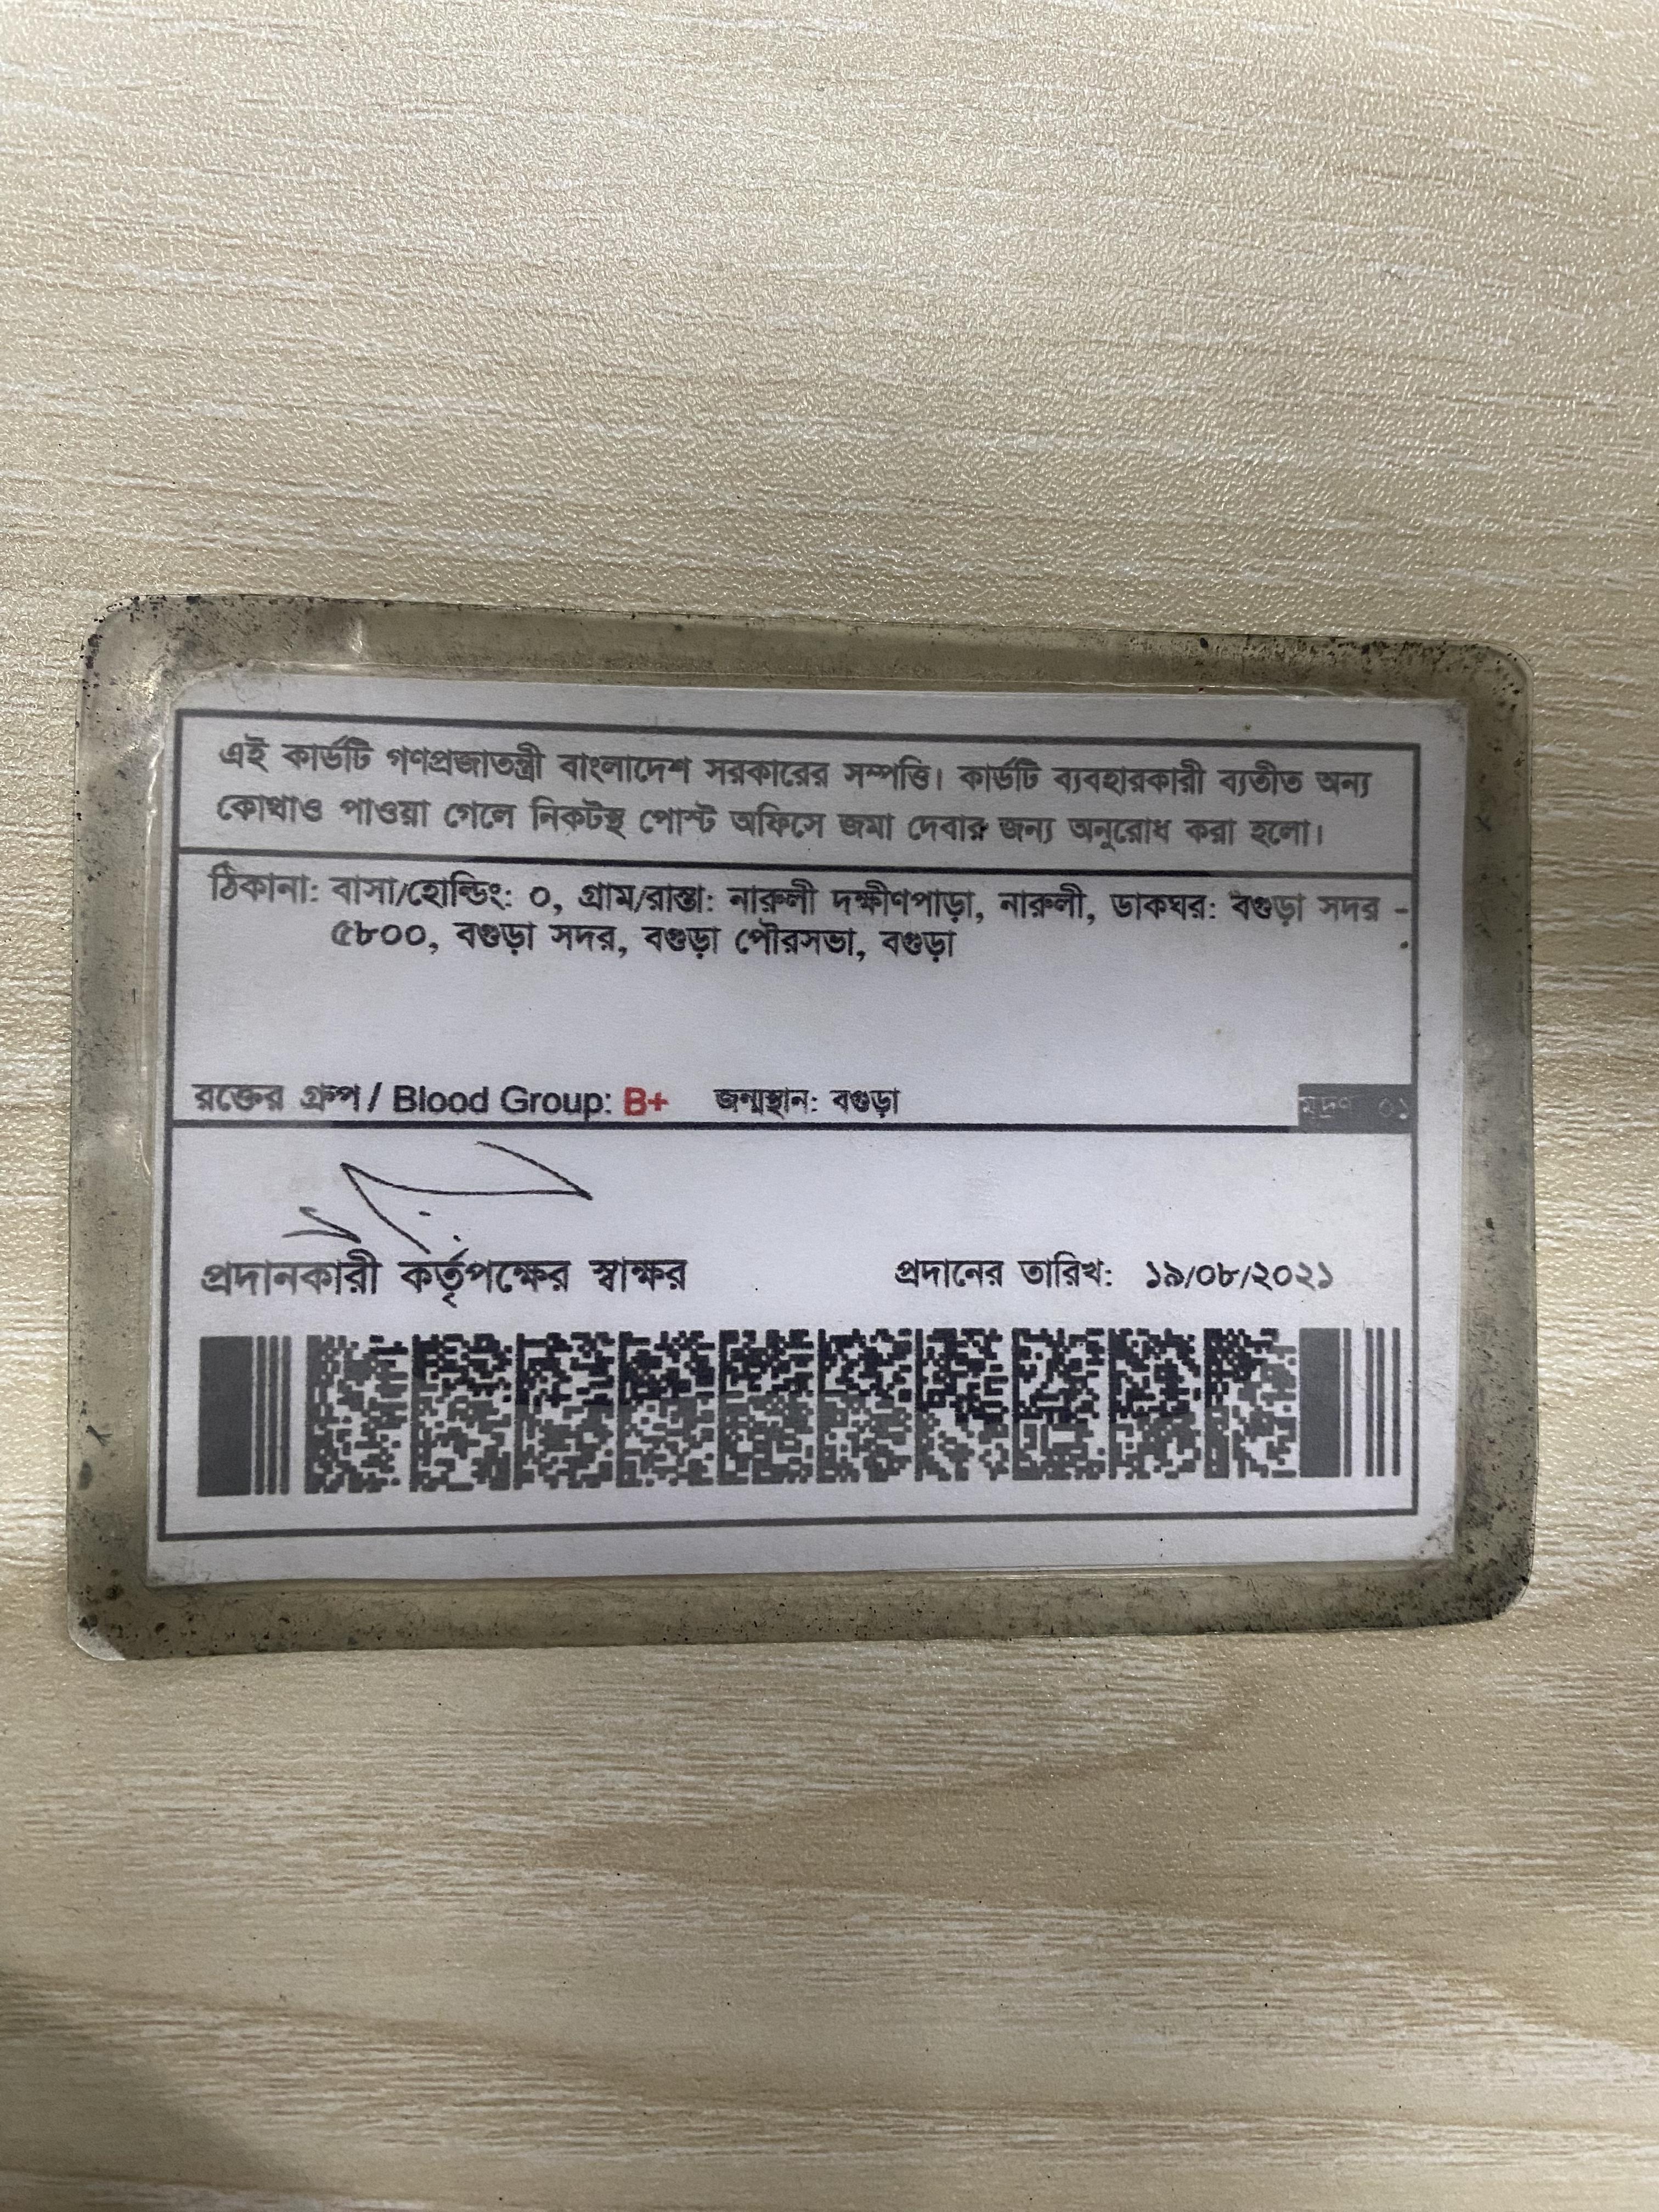 এই কার্ডটি গণপ্রজাতন্ত্রী বাংলাদেশ সরকারের সম্পত্তি। কার্ডটি ব্যবহারকারী ব্যতীত অন্য
কোথাও পাওয়া গেলে নিকটস্থ পোস্ট অফিসে জমা দেবার জন্য অনুরোধ করা হলো।
ঠিকানা: বাসা/হোল্ডিং: ০, গ্রাম/রাস্তা: নারুলী দক্ষীণপাড়া, নারুলী, ডাকঘর: বগুড়া সদর -
৫৮০০, বগুড়া সদর, বগুড়া পৌরসভা, বগুড়া
রক্তের গ্রুপ / Blood Group: B+ জন্মস্থান: বগুড়া মুদ্রণ ০১
প্রদানকারী কর্তৃপক্ষের স্বাক্ষর প্রদানের তারিখ: ১৯/০৮/২০২১